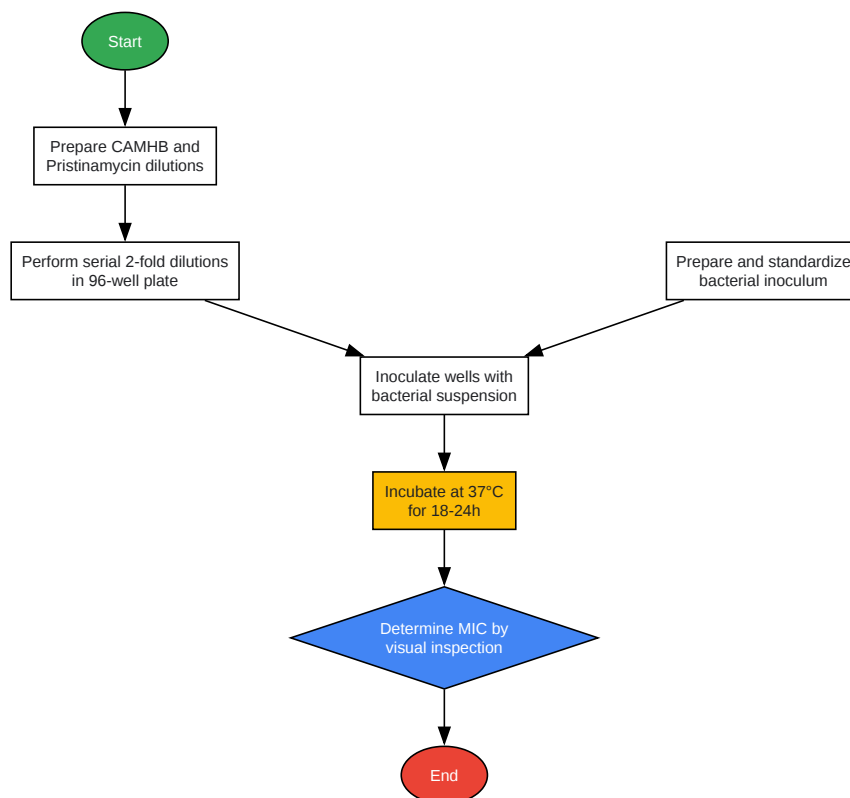 Start
Prepare CAMHB and
Pristinamycin dilutions
Perform serial 2-fold dilutions
in 96-well plate
Prepare and standardize
bacterial inoculum
Inoculate wells with
bacterial suspension
Incubate at 37°C
for 18-24h
Determine MIC by
visual inspection
End